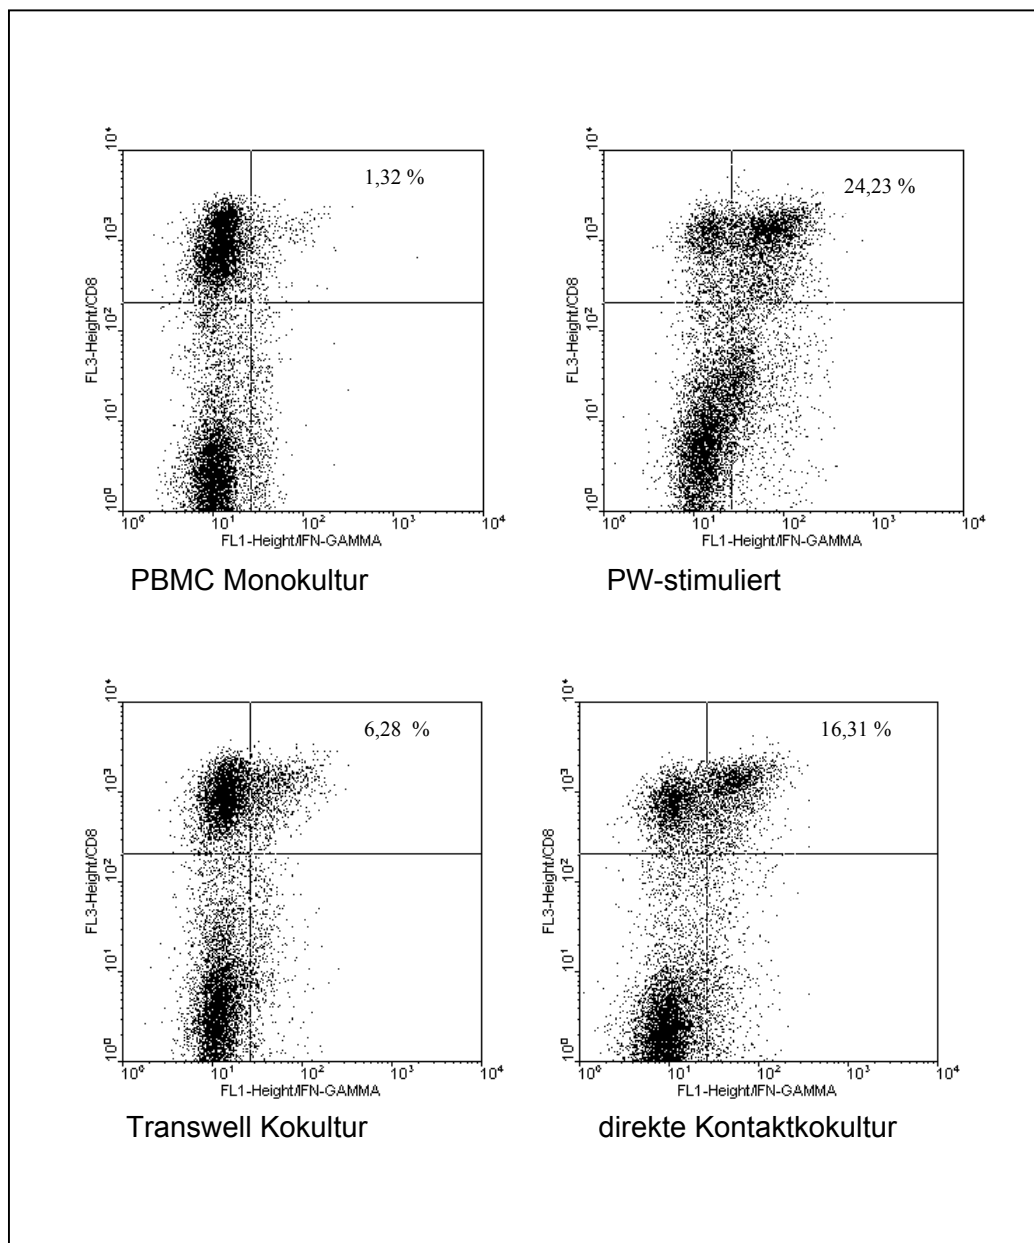 1,32 %
10⁴
10³
10²
10¹
10⁰
FL3-Height/CD8
10⁰ 10¹ 10² 10³ 10⁴
FL1-Height/IFN-GAMMA
PBMC Monokultur
24,23 %
10⁴
10³
10²
10¹
10⁰
FL3-Height/CD8
10⁰ 10¹ 10² 10³ 10⁴
FL1-Height/IFN-GAMMA
PW-stimuliert
6,28 %
10⁴
10³
10²
10¹
10⁰
FL3-Height/CD8
10⁰ 10¹ 10² 10³ 10⁴
FL1-Height/IFN-GAMMA
Transwell Kokultur
16,31 %
10⁴
10³
10²
10¹
10⁰
FL3-Height/CD8
10⁰ 10¹ 10² 10³ 10⁴
FL1-Height/IFN-GAMMA
direkte Kontaktkokultur